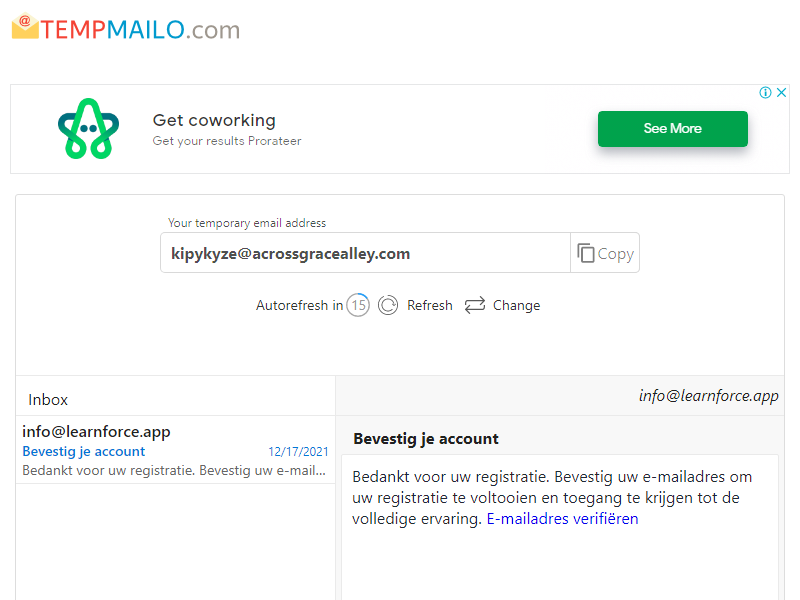 TEMPMAILO.com
Get coworking
Get your results Prorateer
See More
Your temporary email address
kipykyze@acrossgracealley.com
Copy
Autorefresh in 15 Refresh Change
Inbox
info@learnforce.app
info@learnforce.app
Bevestig je account 12/17/2021
Bedankt voor uw registratie. Bevestig uw e-mail...
Bevestig je account
Bedankt voor uw registratie. Bevestig uw e-mailadres om
uw registratie te voltooien en toegang te krijgen tot de
volledige ervaring. E-mailadres verifiëren